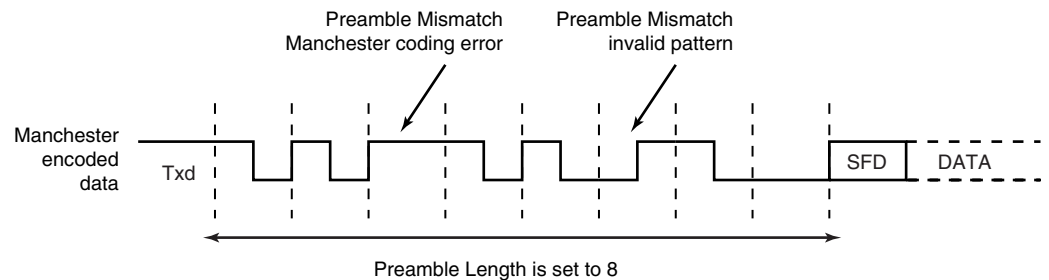 Preamble Mismatch
Manchester coding error
Preamble Mismatch
invalid pattern
Manchester
encoded
data
Txd
SFD
DATA
Preamble Length is set to 8